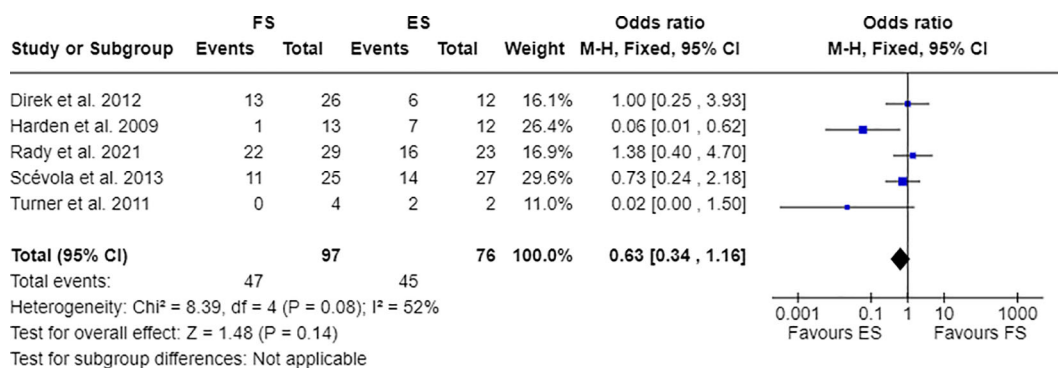 FS ES Odds ratio Odds ratio
Study or Subgroup Events Total Events Total Weight M-H, Fixed, 95% CI M-H, Fixed, 95% CI
Direk et al. 2012 13 26 6 12 16.1% 1.00 [0.25 , 3.93]
Harden et al. 2009 1 13 7 12 26.4% 0.06 [0.01 , 0.62]
Rady et al. 2021 22 29 16 23 16.9% 1.38 [0.40 , 4.70]
Scévola et al. 2013 11 25 14 27 29.6% 0.73 [0.24 , 2.18]
Turner et al. 2011 0 4 2 2 11.0% 0.02 [0.00 , 1.50]
Total (95% CI) 97 76 100.0% 0.63 [0.34 , 1.16]
Total events: 47 45
Heterogeneity: Chi² = 8.39, df = 4 (P = 0.08); I² = 52% 0.001 0.1 1 10 1000
Test for overall effect: Z = 1.48 (P = 0.14) Favours ES Favours FS
Test for subgroup differences: Not applicable